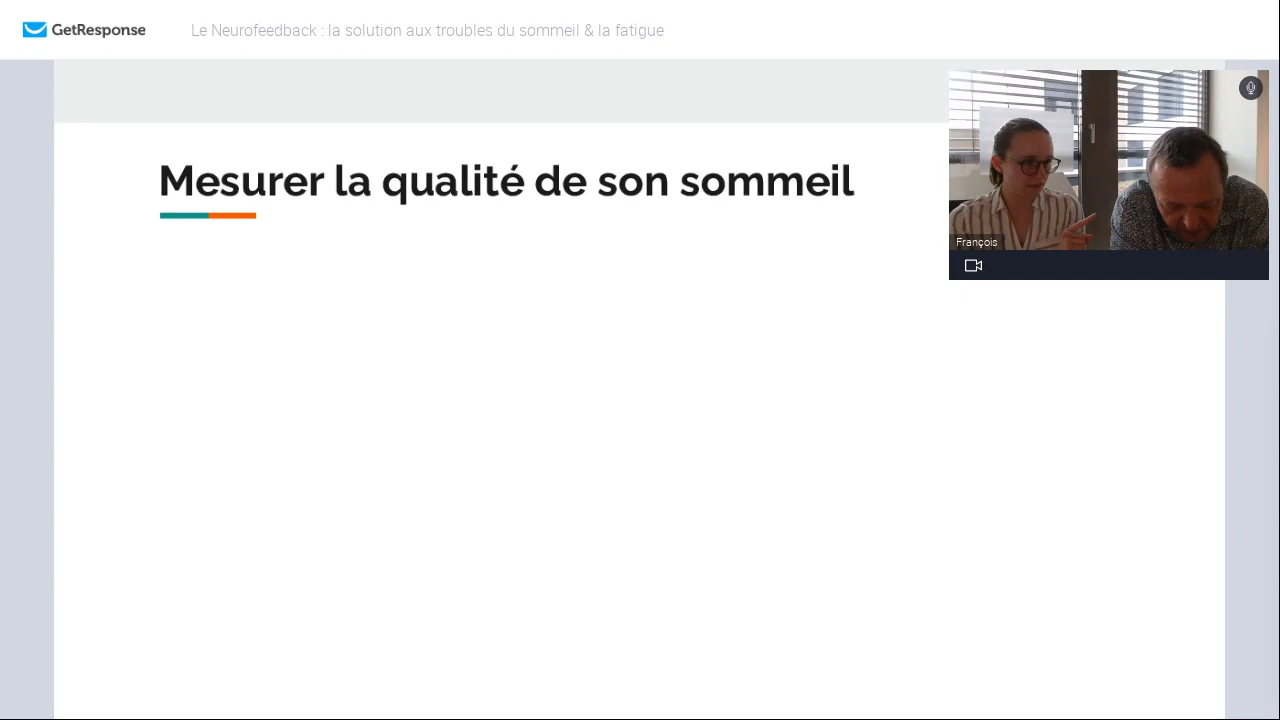 GetResponse
Le Neurofeedback : la solution aux troubles du sommeil & la fatigue
Mesurer la qualité de son sommeil
François